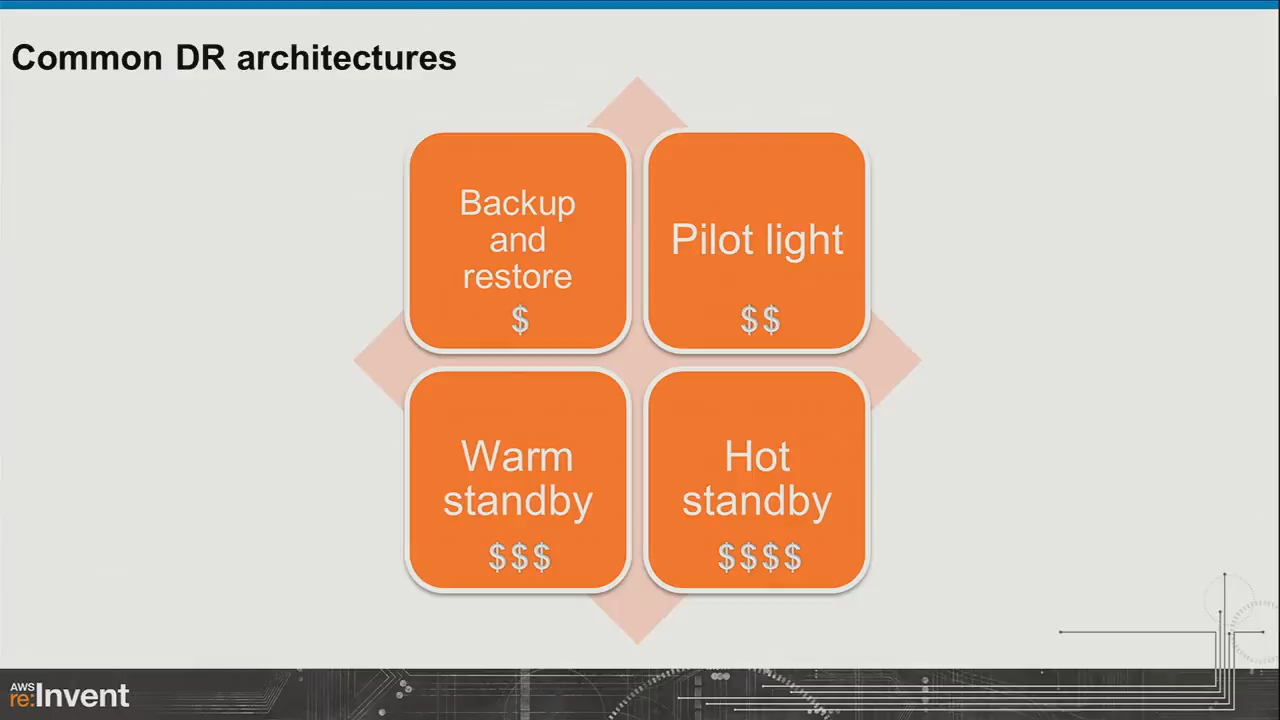 Common DR architectures
Backup
and
restore
$
Pilot light
$$
Warm
standby
$$$
Hot
standby
$$$$
AWS
re:Invent